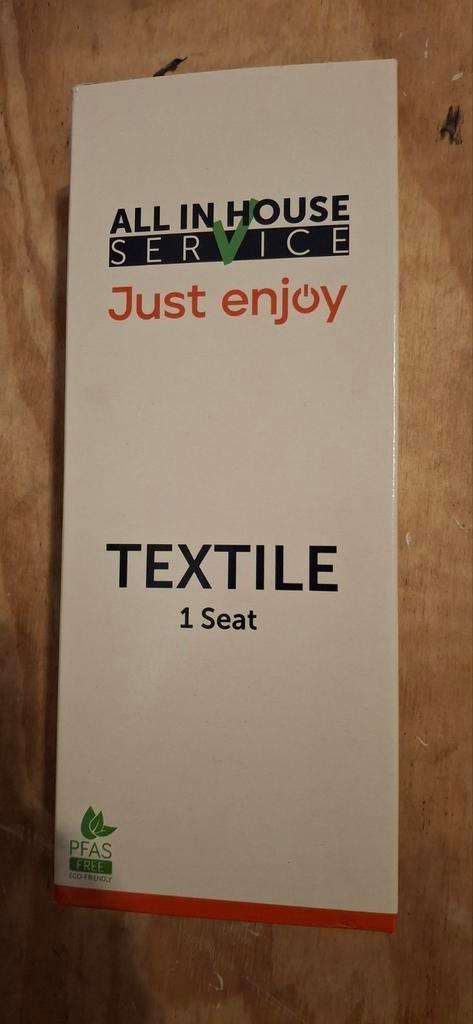 ALL IN HOUSE
SERVICE
Just enjoy
TEXTILE
1 Seat
PFAS
FREE
ECO-FRIENDLY